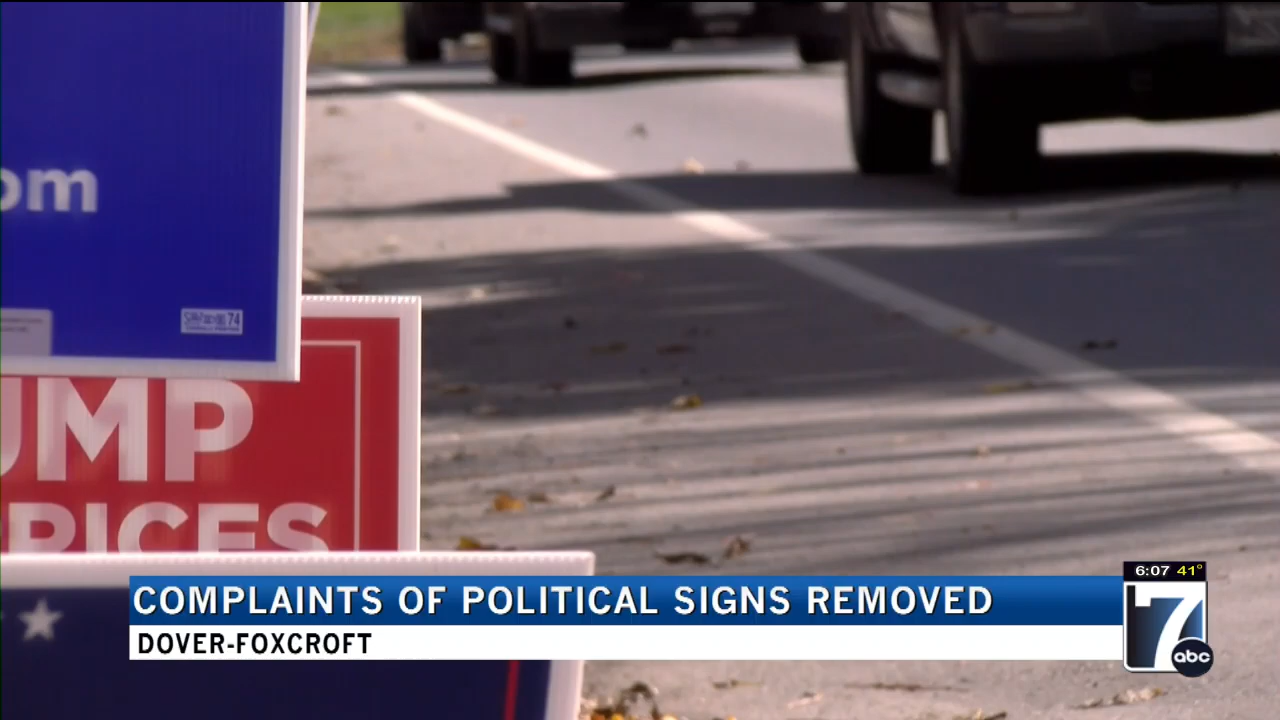 om
74
UMP
PRICES
COMPLAINTS OF POLITICAL SIGNS REMOVED
DOVER-FOXCROFT
6:07 41°
7
abc